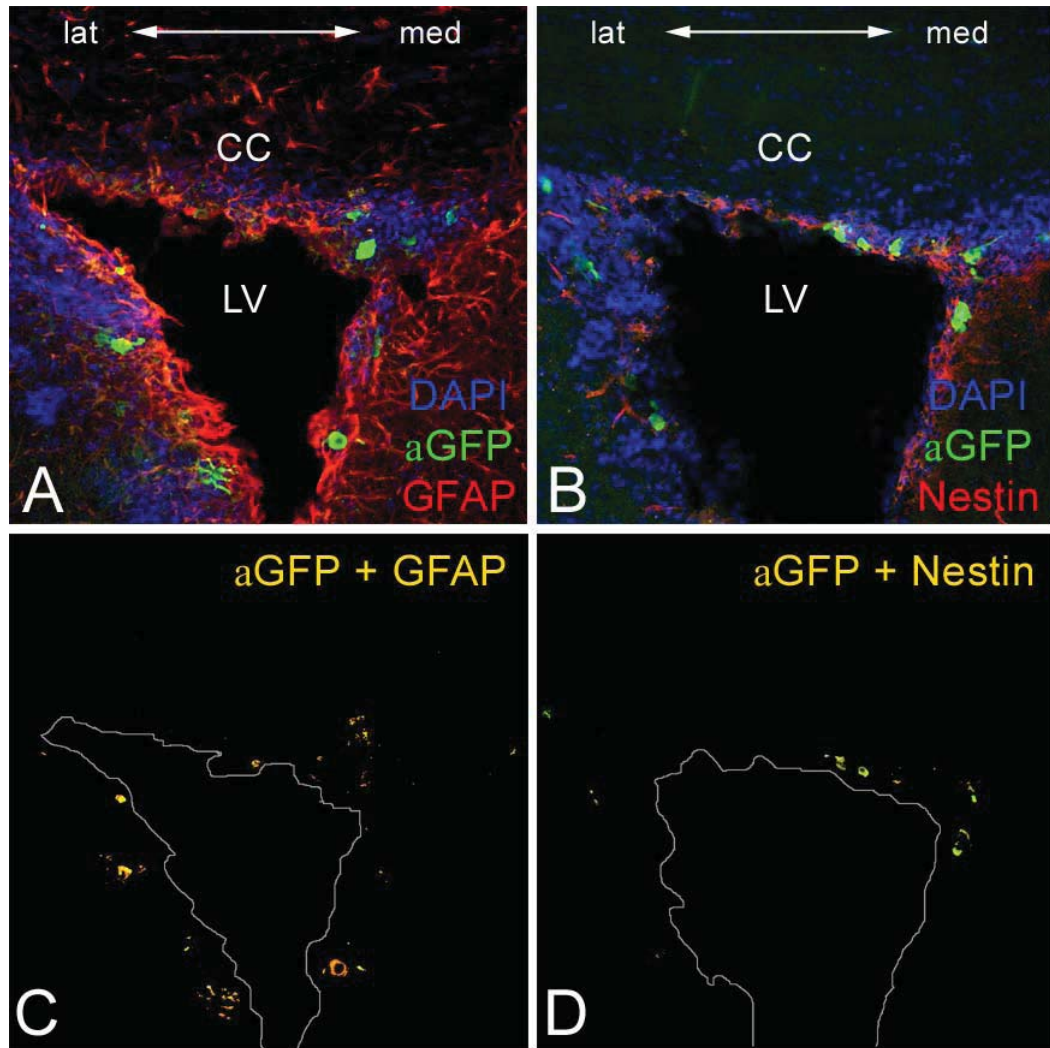 lat med
CC
LV
DAPI
aGFP
GFAP
A
lat med
CC
LV
DAPI
aGFP
Nestin
B
aGFP + GFAP
C
aGFP + Nestin
D